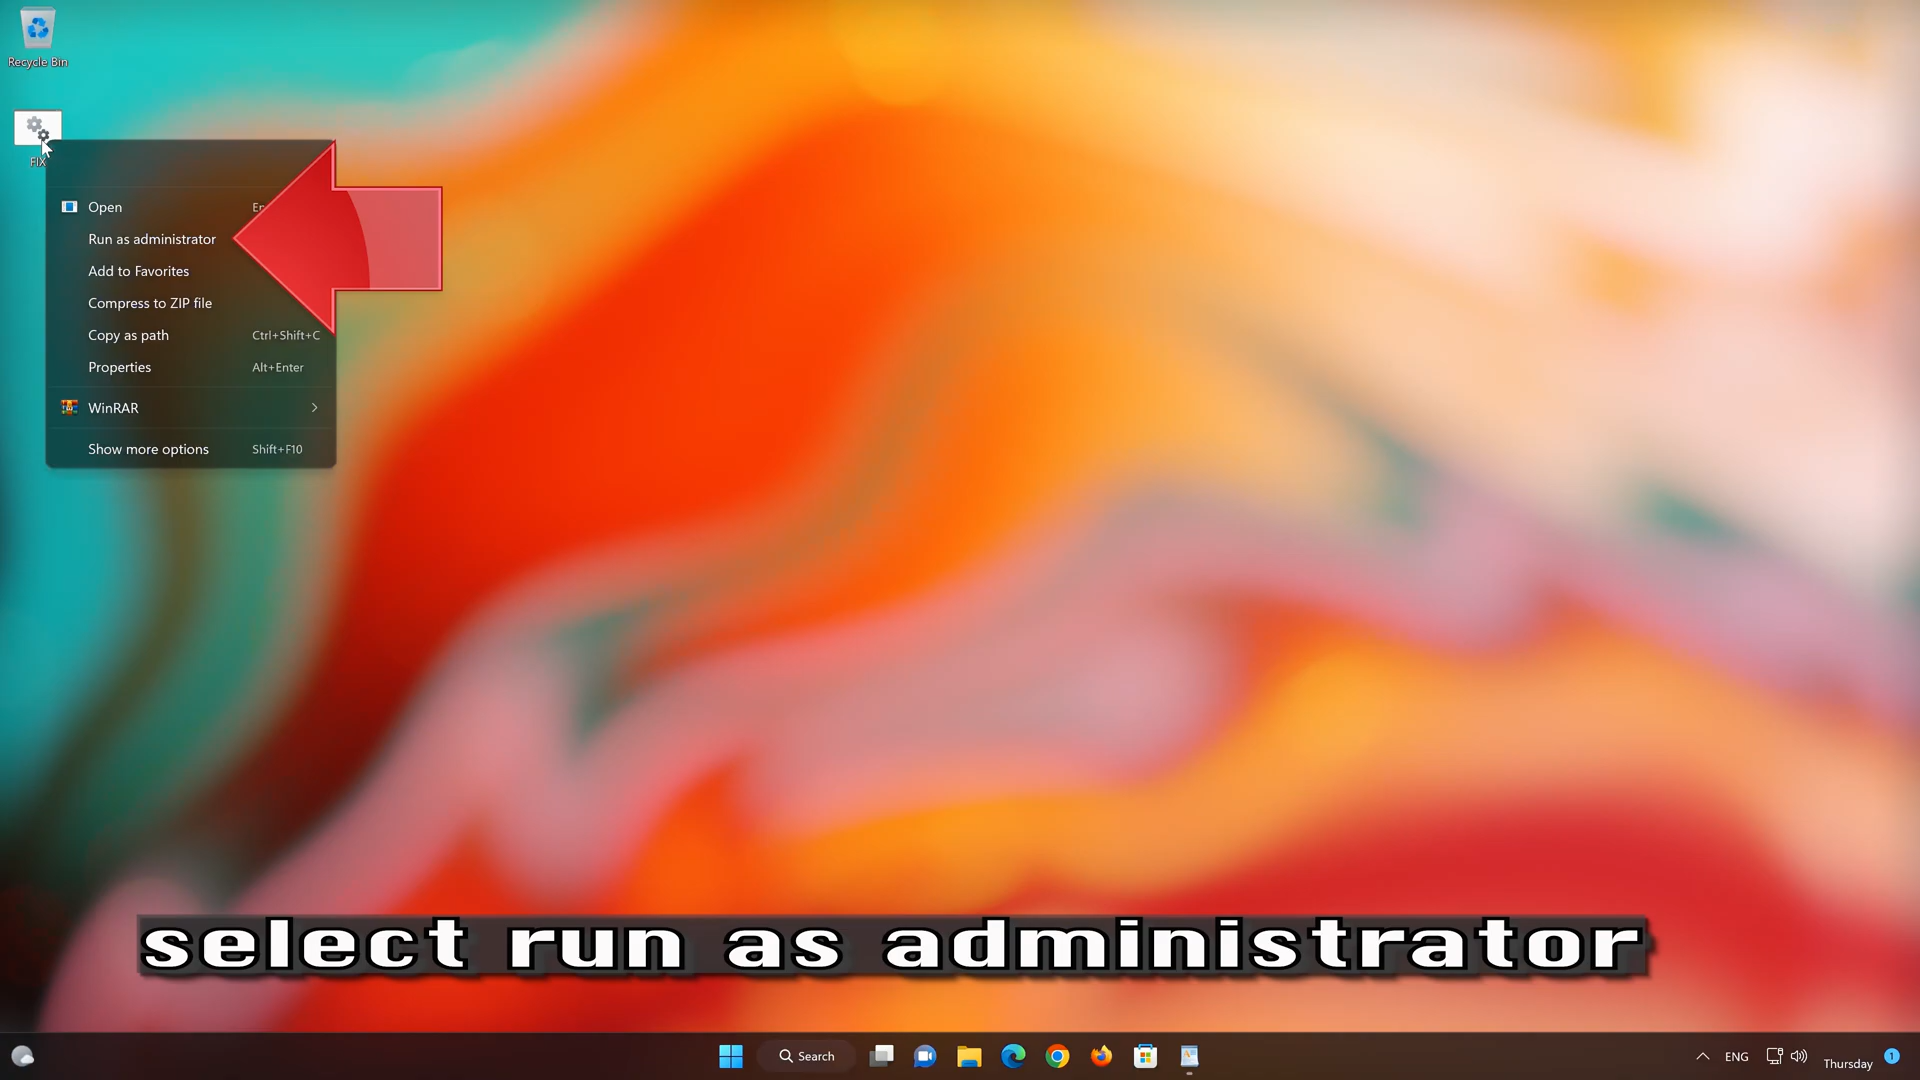 Recycle Bin
FIX
Open
Run as administrator
Add to Favorites
Compress to ZIP file
Copy as path Ctrl+Shift+C
Properties Alt+Enter
WinRAR
Show more options Shift+F10
select run as administrator
Search
ENG
Thursday
1